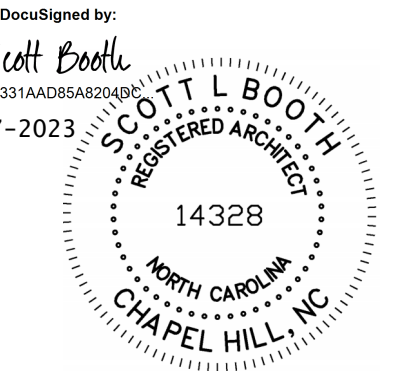 DocuSigned by:
cott Booth
331AAD85A8204DC...
-2023
SCOTT L BOOTH
REGISTERED ARCHITECT
14328
NORTH CAROLINA
CHAPEL HILL, NC